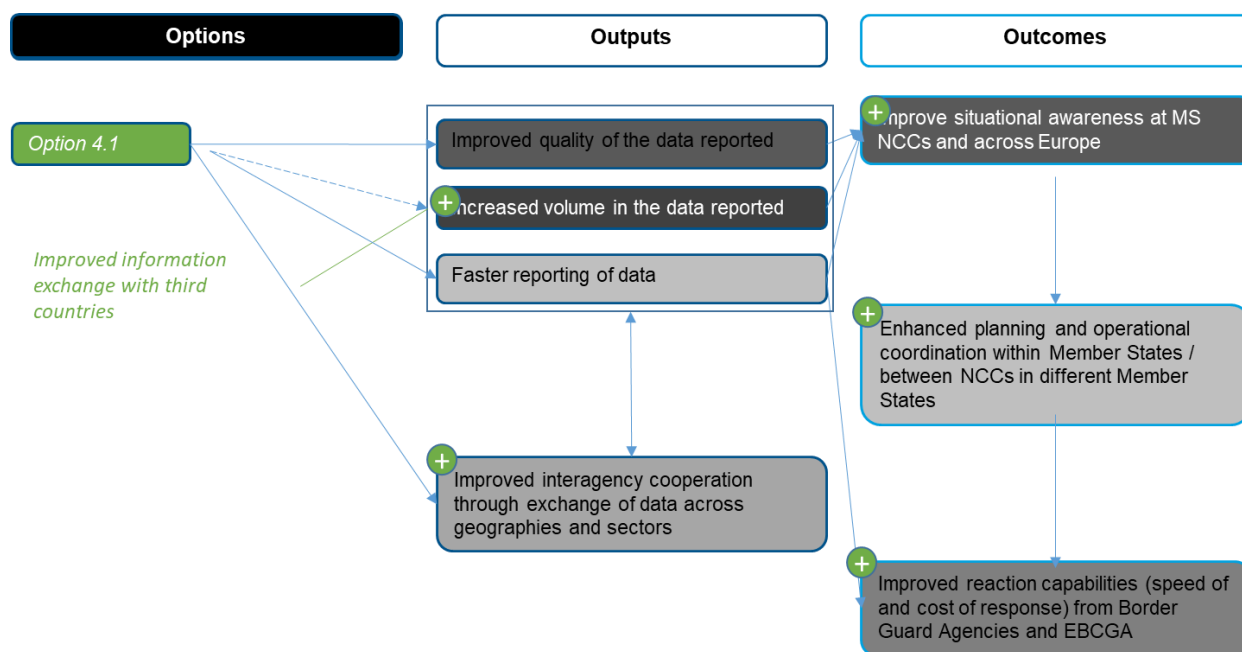 Options
Outputs
Outcomes
Option 4.1
Improved information
exchange with third
countries
Improved quality of the data reported
Increased volume in the data reported
Faster reporting of data
Improved interagency cooperation
through exchange of data across
geographies and sectors
Improve situational awareness at MS
NCCs and across Europe
Enhanced planning and operational
coordination within Member States /
between NCCs in different Member
States
Improved reaction capabilities (speed of
and cost of response) from Border
Guard Agencies and EBCGA